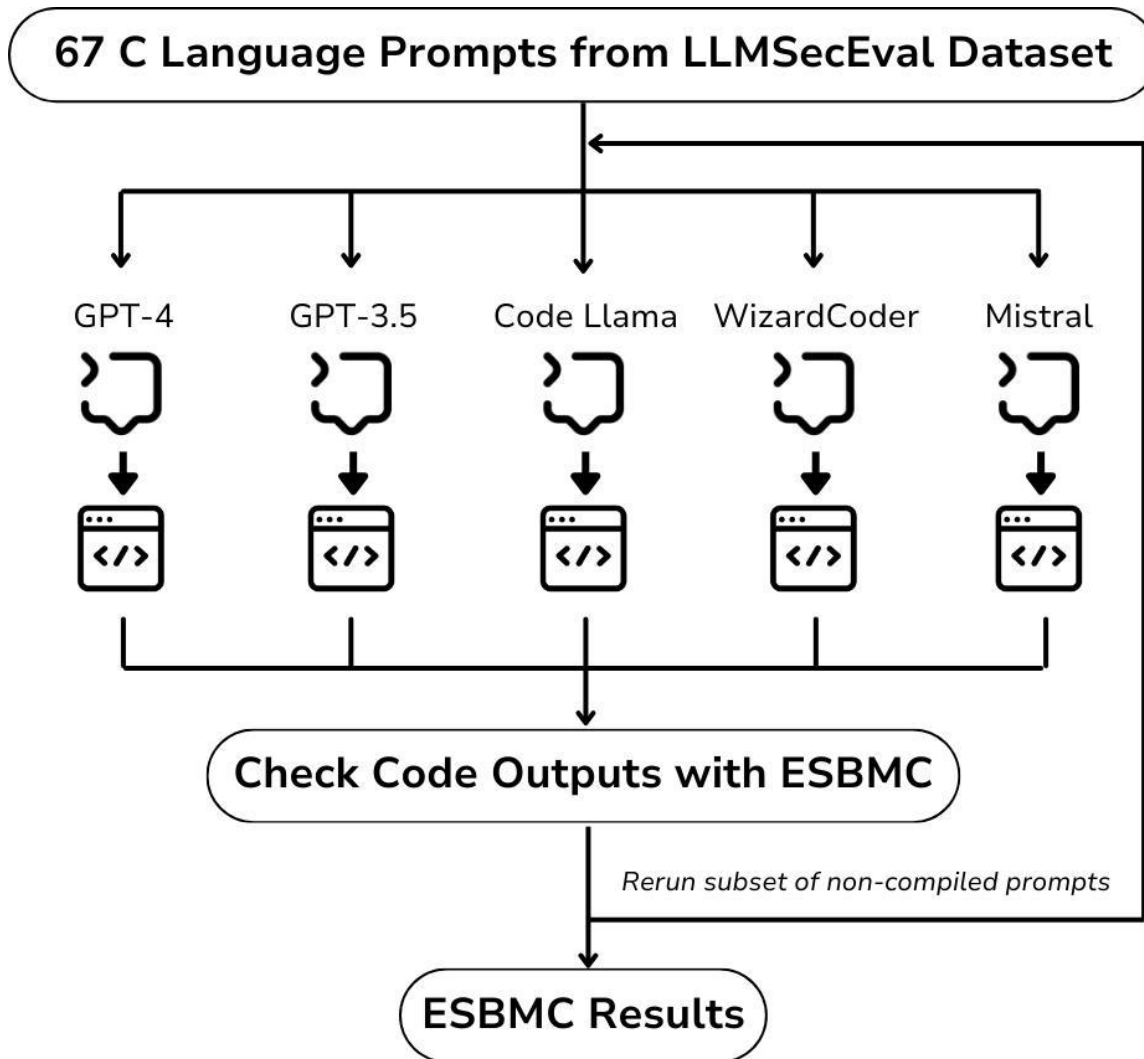 67 C Language Prompts from LLMSecEval Dataset
GPT-4
GPT-3.5
Code Llama
WizardCoder
Mistral
</>
</>
</>
</>
</>
Check Code Outputs with ESBMC
Rerun subset of non-compiled prompts
ESBMC Results